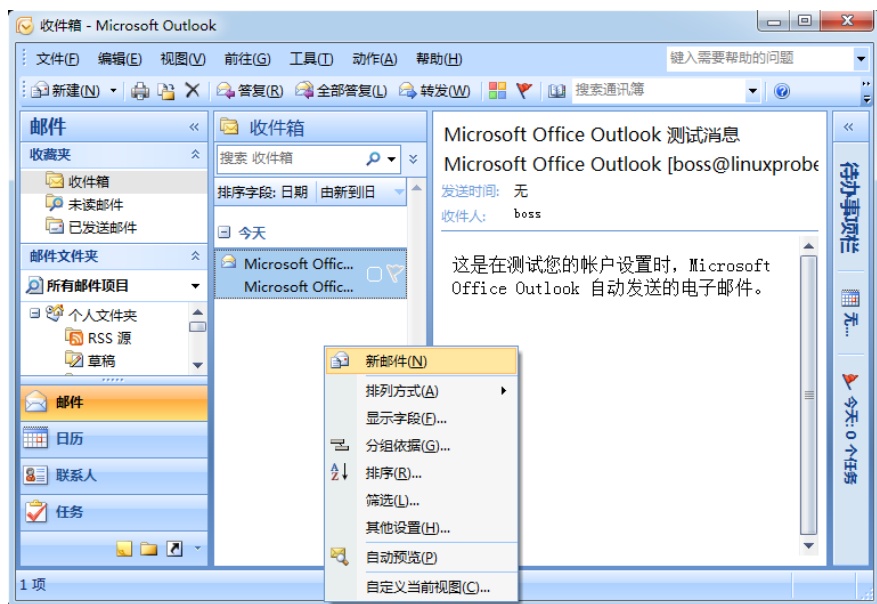 收件箱 - Microsoft Outlook
文件(F) 编辑(E) 视图(V) 前往(G) 工具(T) 动作(A) 帮助(H) 键入需要帮助的问题
新建(N) 答复(R) 全部答复(L) 转发(W) 搜索通讯簿
邮件
收藏夹
收件箱
未读邮件
已发送邮件
邮件文件夹
所有邮件项目
个人文件夹
RSS 源
草稿
邮件
日历
联系人
任务
收件箱
搜索 收件箱
排序字段: 日期 由新到旧
今天
Microsoft Offic...
Microsoft Offic...
Microsoft Office Outlook 测试消息
Microsoft Office Outlook [boss@linuxprobe
发送时间: 无
收件人: boss
这是在测试您的帐户设置时，Microsoft
Office Outlook 自动发送的电子邮件。
新邮件(N)
排列方式(A)
显示字段(F)...
分组依据(G)...
排序(R)...
筛选(L)...
其他设置(H)...
自动预览(P)
自定义当前视图(C)...
待办事项栏
无...
今天: 0 个任务
1 项